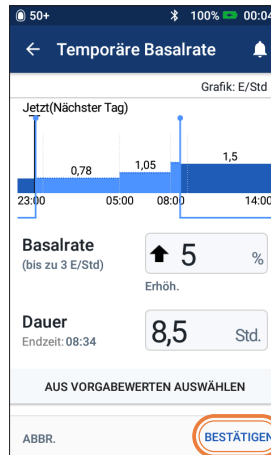 50+ 100% 00:04
Temporäre Basalrate
Grafik: E/Std
Jetzt(Nächster Tag)
0,78 1,05 1,5
23:00 05:00 08:00 14:00
Basalrate 5 %
(bis zu 3 E/Std)
Erhöh.
Dauer 8,5 Std.
Endzeit: 08:34
AUS VORGABEWERTEN AUSWÄHLEN
ABBR. BESTÄTIGEN